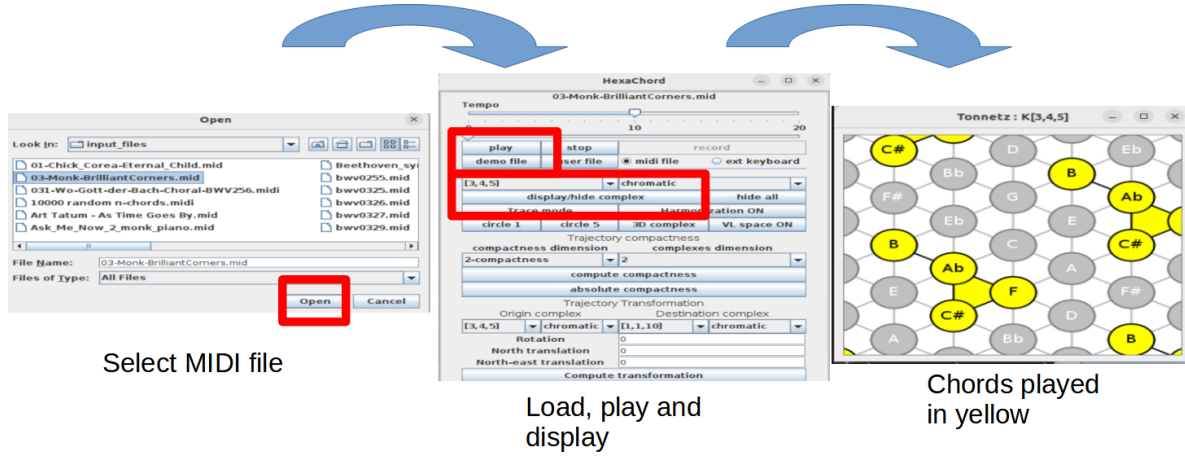 Open
Look In: input_files
01-Chick_Corea-Eternal_Child.mid
03-Monk-BrilliantCorners.mid
031-Wo-Gott-der-Bach-Choral-BWV256.midi
10000 random n-chords.midi
Art Tatum - As Time Goes By.mid
Ask_Me_Now_2_monk_piano.mid
Beethoven_sy
bwv0255.mid
bwv0325.mid
bwv0326.mid
bwv0327.mid
bwv0329.mid
File Name: 03-Monk-BrilliantCorners.mid
Files of Type: All Files
Open Cancel
Select MIDI file
HexaChord
03-Monk-BrilliantCorners.mid
Tempo
0 10 20
play stop record
demo file user file midi file ext keyboard
[3,4,5] chromatic
display/hide complex hide all
Trace mode Harmonization ON
circle 1 circle 5 3D complex VL space ON
Trajectory compactness
compactness dimension complexes dimension
2-compactness 2
compute compactness
absolute compactness
Trajectory Transformation
Origin complex Destination complex
[3,4,5] chromatic [1,1,10] chromatic
Rotation 0
North translation 0
North-east translation 0
Compute transformation
Load, play and
display
Tonnetz : K[3,4,5]
C# D Eb
Bb B
F# G Ab
Eb E
B C C#
Ab A
E F F#
C# D
A Bb B
Chords played
in yellow